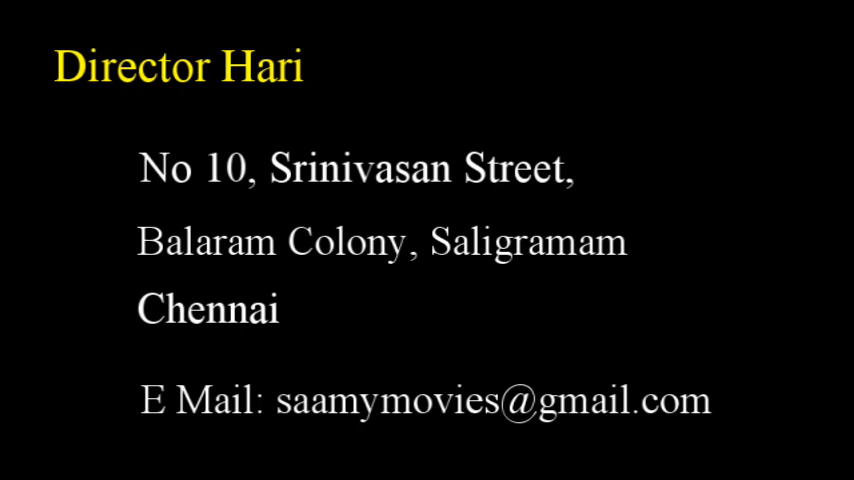 Director Hari
No 10, Srinivasan Street,
Balaram Colony, Saligramam
Chennai
E Mail: saamymovies@gmail.com